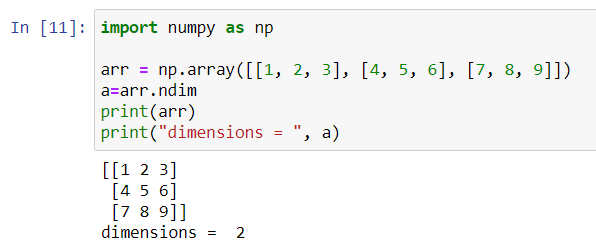 In [11]: import numpy as np
arr = np.array([[1, 2, 3], [4, 5, 6], [7, 8, 9]])
a=arr.ndim
print(arr)
print("dimensions = ", a)
[[1 2 3]
 [4 5 6]
 [7 8 9]]
dimensions =  2